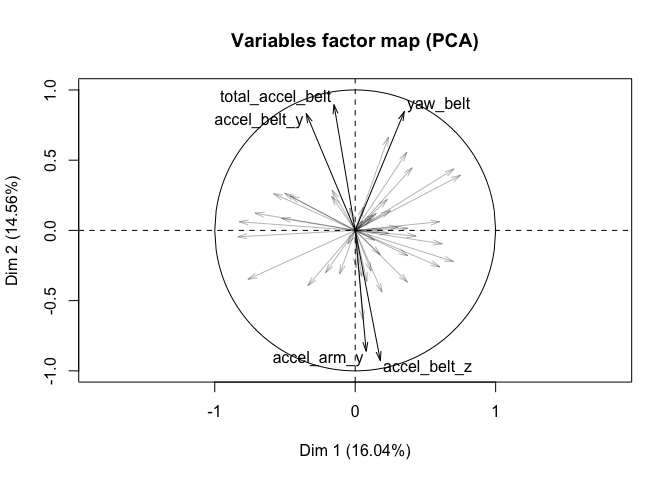 Variables factor map (PCA)
1.0
total_accel_belt
yaw_belt
accel_belt_y
0.5
Dim 2 (14.56%)
0.0
-0.5
accel_arm_y
accel_belt_z
-1.0
-1
0
1
Dim 1 (16.04%)